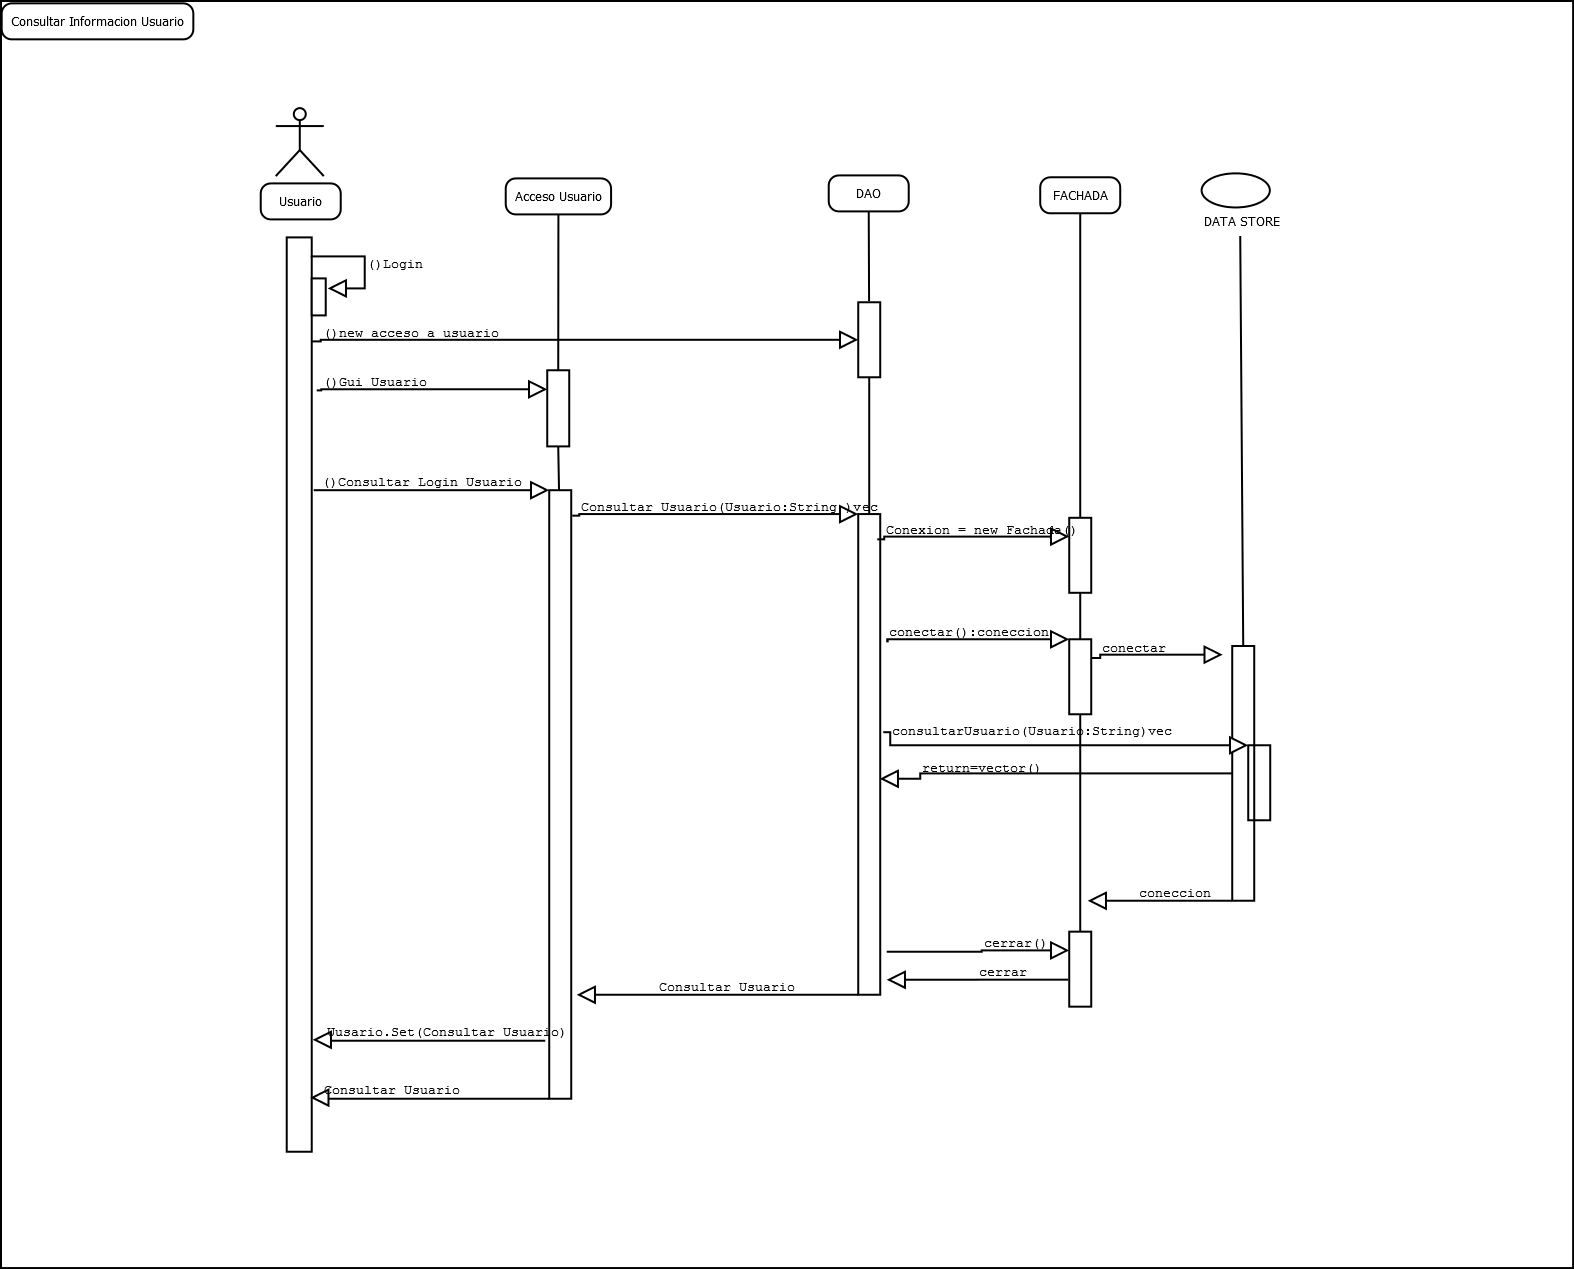 Consultar Informacion Usuario
Usuario
Acceso Usuario
DAO
FACHADA
DATA STORE
()Login
()new acceso a usuario
()Gui Usuario
()Consultar Login Usuario
Consultar Usuario(Usuario:String )vec
Conexion = new Fachada()
conectar():coneccion
conectar
consultarUsuario(Usuario:String)vec
return=vector()
coneccion
cerrar()
cerrar
Consultar Usuario
Uusario.Set(Consultar Usuario)
Consultar Usuario